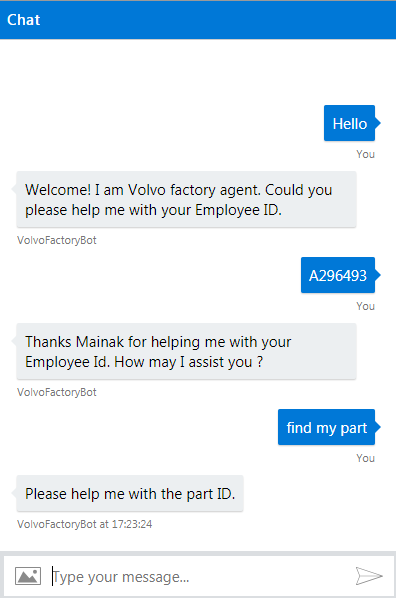 Chat
Hello
You
Welcome! I am Volvo factory agent. Could you
please help me with your Employee ID.
VolvoFactoryBot
A296493
You
Thanks Mainak for helping me with your
Employee Id. How may I assist you ?
VolvoFactoryBot
find my part
You
Please help me with the part ID.
VolvoFactoryBot at 17:23:24
Type your message...